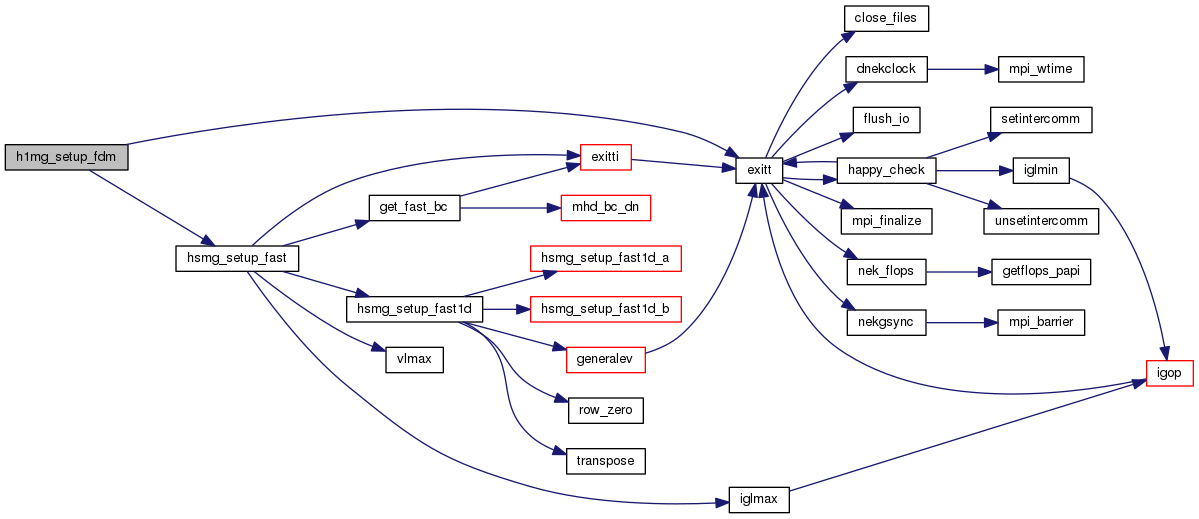 h1mg_setup_fdm
hsmg_setup_fast
exitti
get_fast_bc
mhd_bc_dn
hsmg_setup_fast1d
hsmg_setup_fast1d_a
hsmg_setup_fast1d_b
generalev
row_zero
transpose
vlmax
iglmax
exitt
close_files
dnekclock
mpi_wtime
flush_io
happy_check
setintercomm
iglmin
unsetintercomm
mpi_finalize
nek_flops
getflops_papi
nekgsync
mpi_barrier
igop